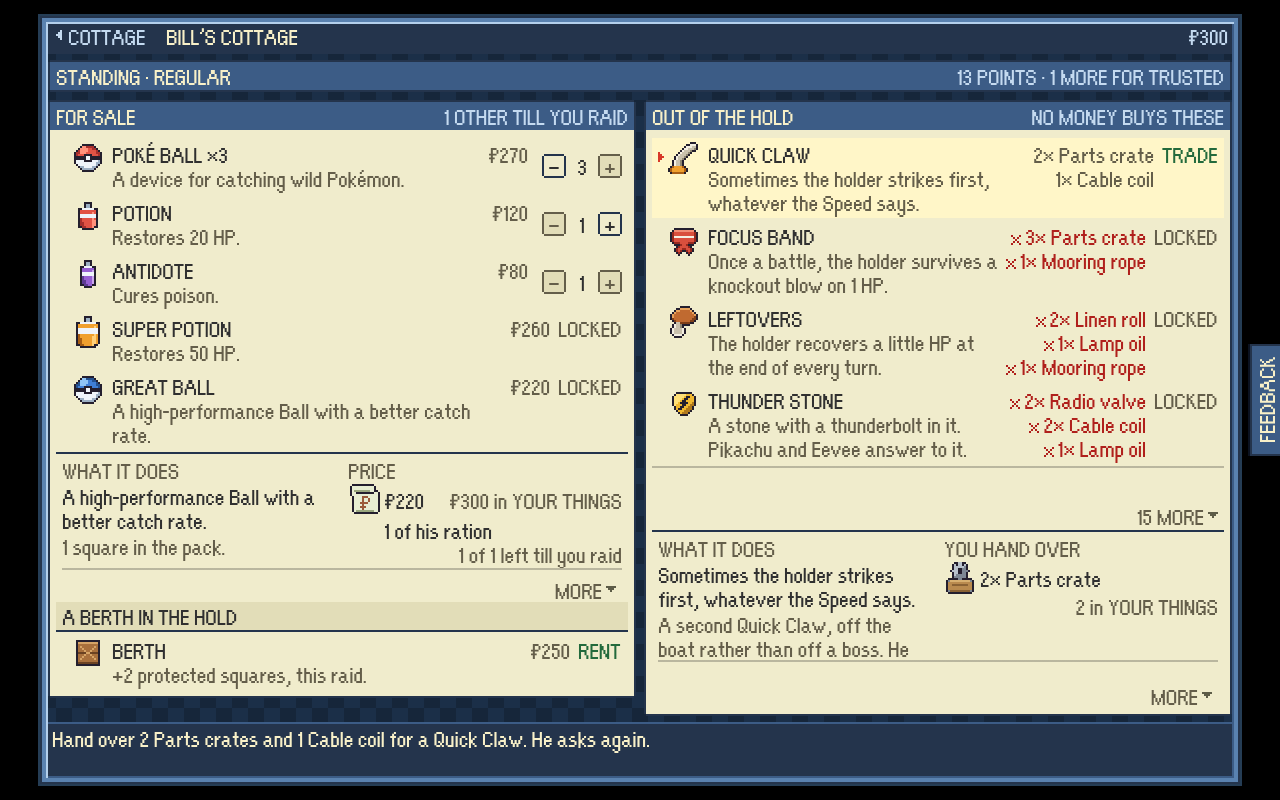 COTTAGE BILL'S COTTAGE ₽300
STANDING · REGULAR 13 POINTS · 1 MORE FOR TRUSTED
FOR SALE 1 OTHER TILL YOU RAID
POKÉ BALL ×3 ₽270 − 3 +
A device for catching wild Pokémon.
POTION ₽120 − 1 +
Restores 20 HP.
ANTIDOTE ₽80 − 1 +
Cures poison.
SUPER POTION ₽260 LOCKED
Restores 50 HP.
GREAT BALL ₽220 LOCKED
A high-performance Ball with a better catch
rate.
WHAT IT DOES PRICE
A high-performance Ball with a ₽220 ₽300 in YOUR THINGS
better catch rate. 1 of his ration
1 square in the pack. 1 of 1 left till you raid
MORE
A BERTH IN THE HOLD
BERTH ₽250 RENT
+2 protected squares, this raid.
OUT OF THE HOLD NO MONEY BUYS THESE
QUICK CLAW 2× Parts crate TRADE
Sometimes the holder strikes first, 1× Cable coil
whatever the Speed says.
FOCUS BAND × 3× Parts crate LOCKED
Once a battle, the holder survives a × 1× Mooring rope
knockout blow on 1 HP.
LEFTOVERS × 2× Linen roll LOCKED
The holder recovers a little HP at × 1× Lamp oil
the end of every turn. × 1× Mooring rope
THUNDER STONE × 2× Radio valve LOCKED
A stone with a thunderbolt in it. × 2× Cable coil
Pikachu and Eevee answer to it. × 1× Lamp oil
15 MORE
WHAT IT DOES YOU HAND OVER
Sometimes the holder strikes 2× Parts crate
first, whatever the Speed says. 2 in YOUR THINGS
A second Quick Claw, off the
boat rather than off a boss. He
MORE
Hand over 2 Parts crates and 1 Cable coil for a Quick Claw. He asks again.
FEEDBACK